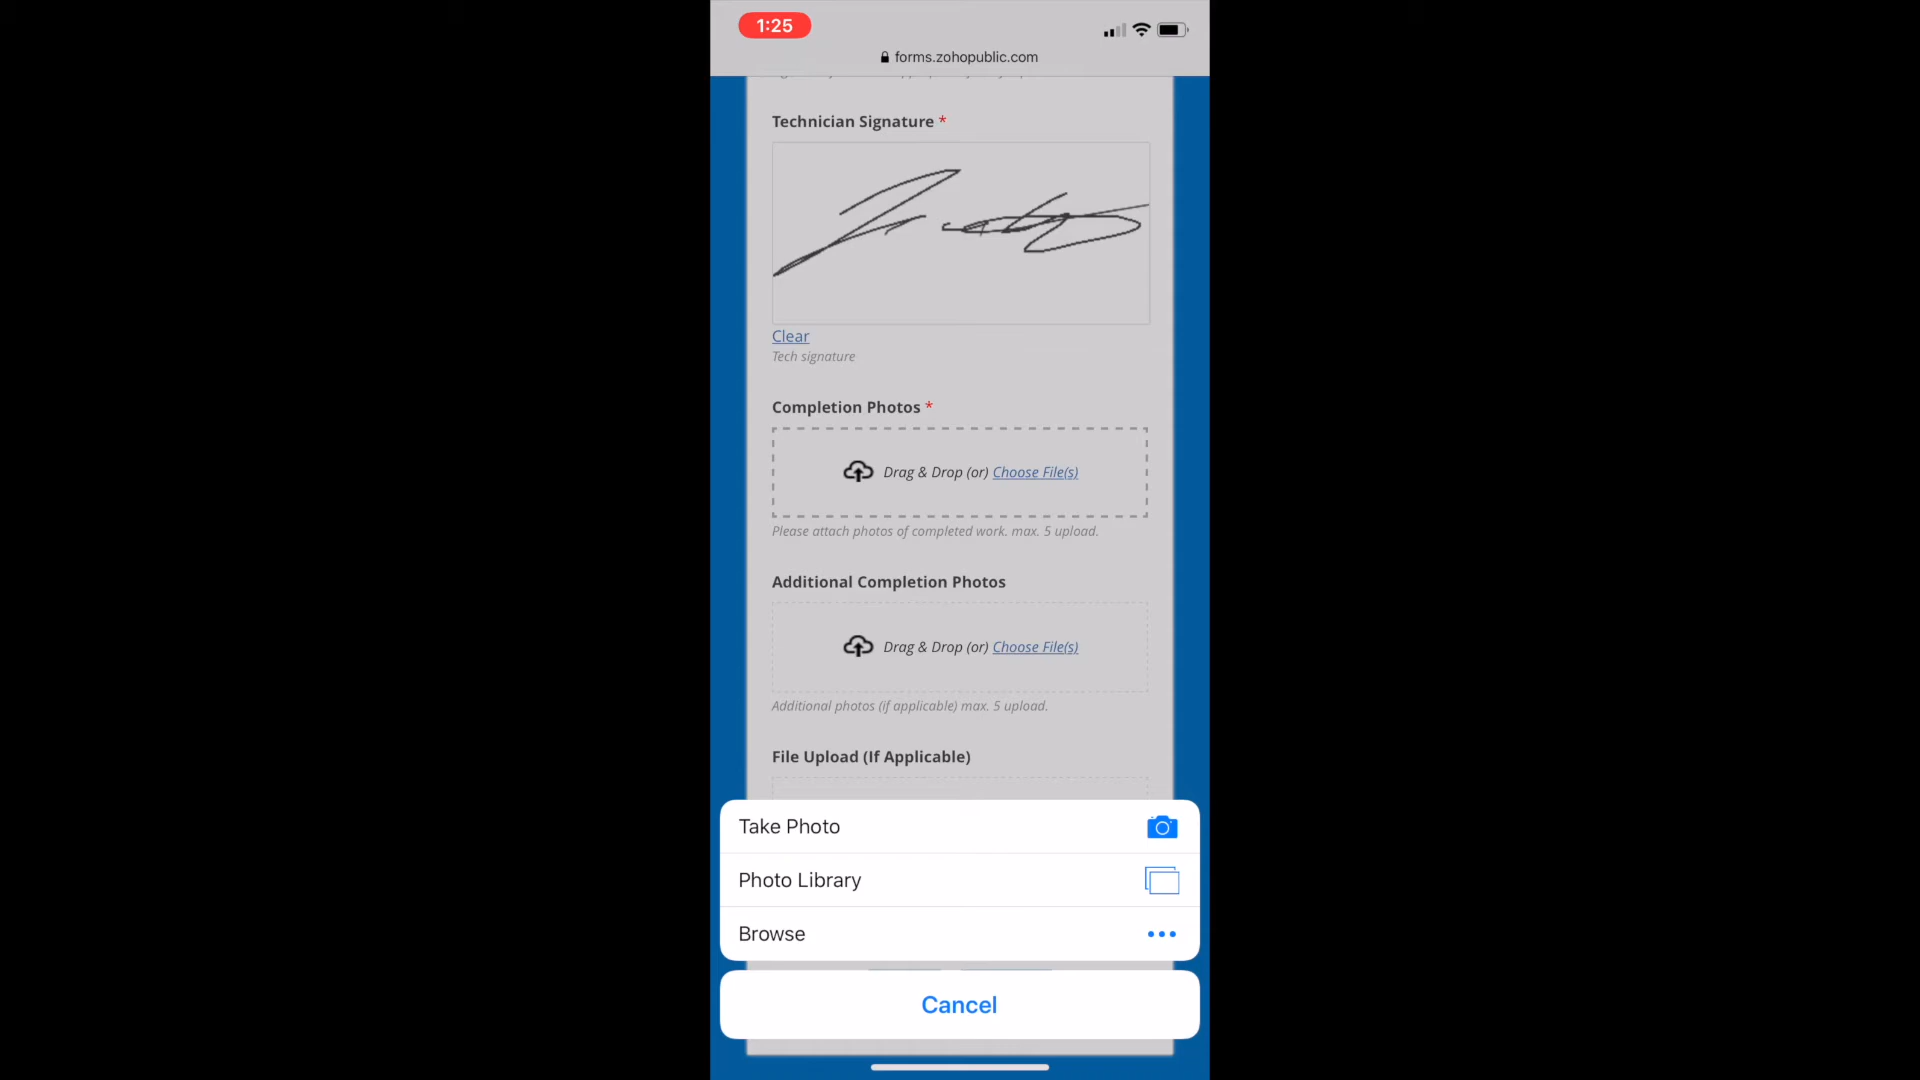 1:25
forms.zohopublic.com
Technician Signature *
Clear
Tech signature
Completion Photos *
Drag & Drop (or) Choose File(s)
Please attach photos of completed work. max. 5 upload.
Additional Completion Photos
Drag & Drop (or) Choose File(s)
Additional photos (if applicable) max. 5 upload.
File Upload (If Applicable)
Take Photo
Photo Library
Browse
Cancel